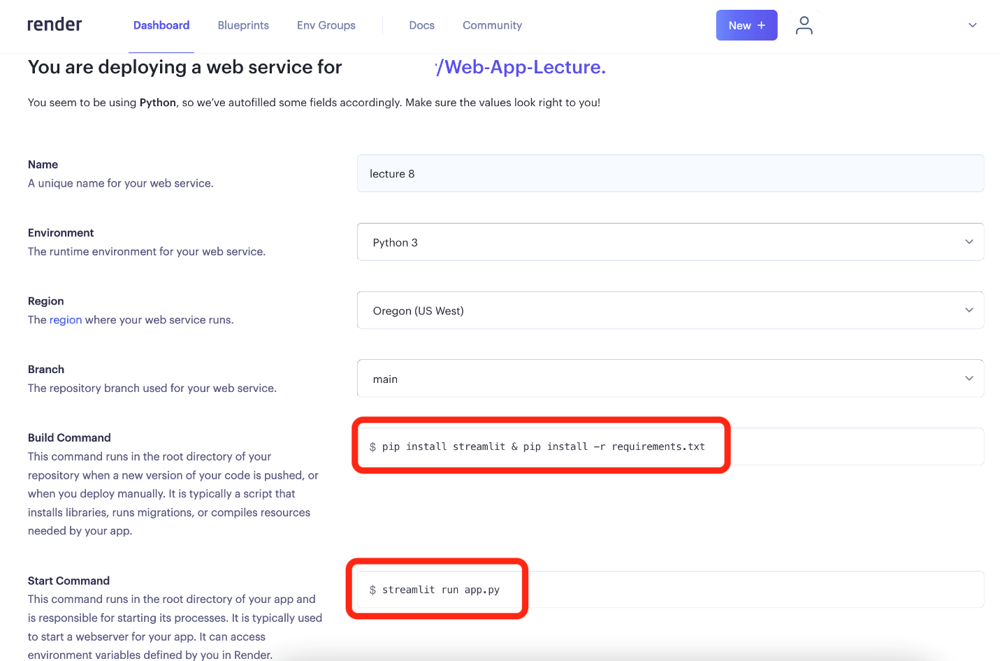 render Dashboard Blueprints Env Groups Docs Community New +
You are deploying a web service for /Web-App-Lecture.
You seem to be using Python, so we've autofilled some fields accordingly. Make sure the values look right to you!
Name
A unique name for your web service.
lecture 8
Environment
The runtime environment for your web service.
Python 3
Region
The region where your web service runs.
Oregon (US West)
Branch
The repository branch used for your web service.
main
Build Command
This command runs in the root directory of your
repository when a new version of your code is pushed, or
when you deploy manually. It is typically a script that
installs libraries, runs migrations, or compiles resources
needed by your app.
$ pip install streamlit & pip install -r requirements.txt
Start Command
This command runs in the root directory of your app and
is responsible for starting its processes. It is typically used
to start a webserver for your app. It can access
environment variables defined by you in Render.
$ streamlit run app.py